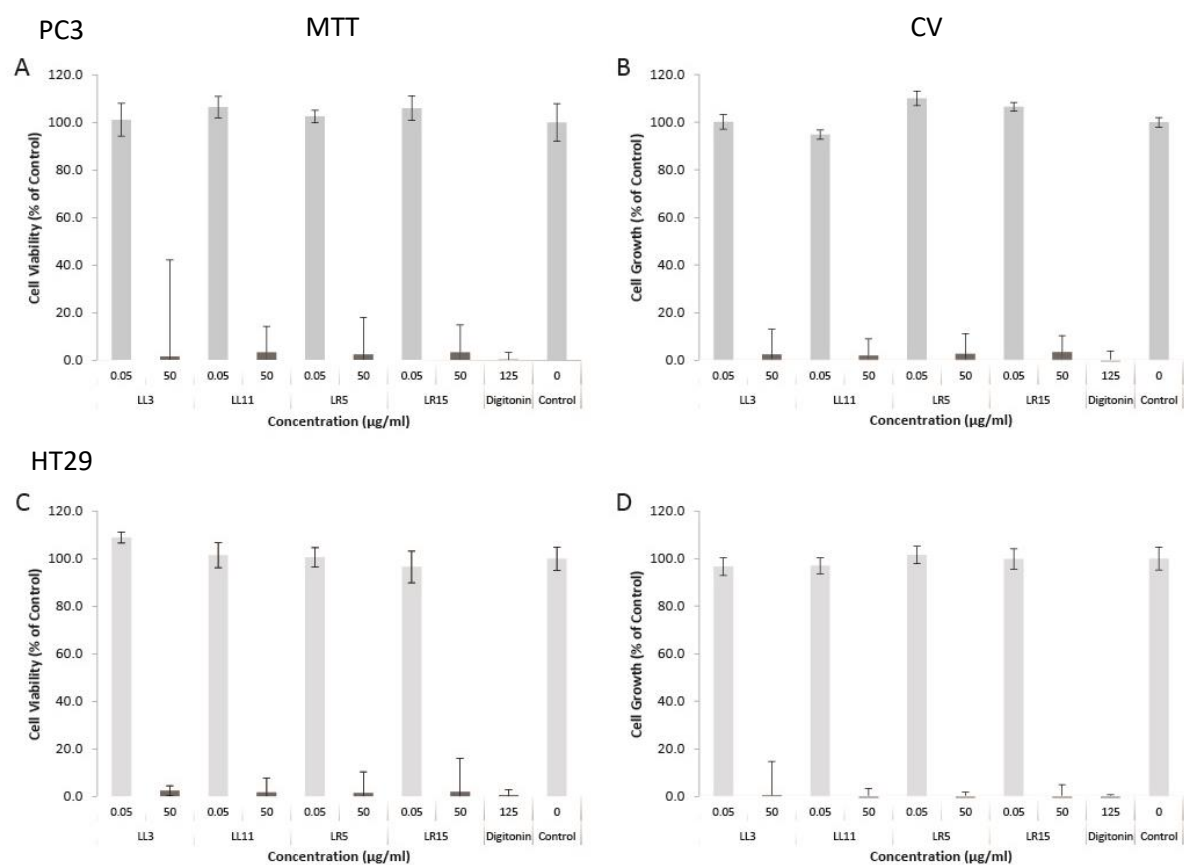 PC3 MTT CV
A B
120.0 120.0
100.0 100.0
80.0 80.0
60.0 60.0
40.0 40.0
20.0 20.0
0.0 0.0
Cell Viability (% of Control) Cell Growth (% of Control)
0.05 50 0.05 50 0.05 50 0.05 50 125 0 0.05 50 0.05 50 0.05 50 0.05 50 125 0
LL3 LL11 LR5 LR15 Digitonin Control LL3 LL11 LR5 LR15 Digitonin Control
Concentration (µg/ml) Concentration (µg/ml)
HT29
C D
120.0 120.0
100.0 100.0
80.0 80.0
60.0 60.0
40.0 40.0
20.0 20.0
0.0 0.0
Cell Viability (% of Control) Cell Growth (% of Control)
0.05 50 0.05 50 0.05 50 0.05 50 125 0 0.05 50 0.05 50 0.05 50 0.05 50 125 0
LL3 LL11 LR5 LR15 Digitonin Control LL3 LL11 LR5 LR15 Digitonin Control
Concentration (µg/ml) Concentration (µg/ml)